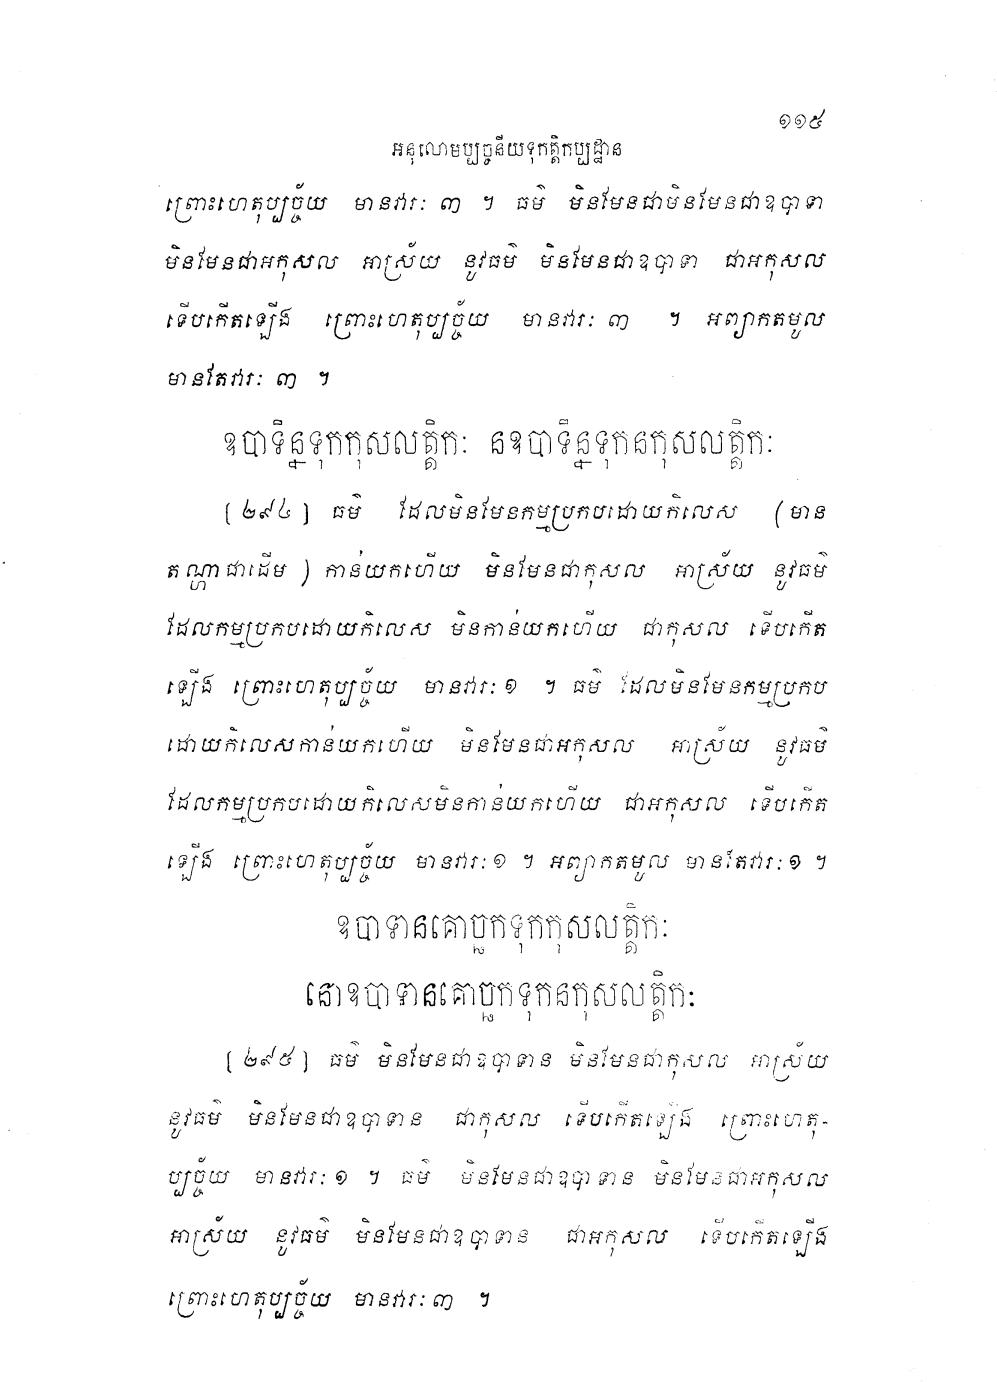 ១១៥
អនុលោមប្បច្ចនីយទុកត្តិកប្បដ្ឋាន
ព្រោះហេតុប្បច្ច័យ មានវារៈ ៣ ។ ធម៌ មិនមែនជាមិនមែនជាឧបាទា
មិនមែនជាអកុសល អាស្រ័យ នូវធម៌ មិនមែនជាឧបាទា ជាអកុសល
ទើបកើតឡើង ព្រោះហេតុប្បច្ច័យ មានវារៈ ៣ ។ អព្យាកតមូល
មានតែវារៈ ៣ ។
ឧបាទិន្នទុកកុសលត្តិកៈ នឧបាទិន្នទុកនកុសលត្តិកៈ
[ ២៩៤ ] ធម៌ ដែលមិនមែនកម្មប្រកបដោយកិលេស (មាន
តណ្ហាជាដើម ) កាន់យកហើយ មិនមែនជាកុសល អាស្រ័យ នូវធម៌
ដែលកម្មប្រកបដោយកិលេស មិនកាន់យកហើយ ជាកុសល ទើបកើត
ឡើង ព្រោះហេតុប្បច្ច័យ មានវារៈ ១ ។ ធម៌ ដែលមិនមែនកម្មប្រកប
ដោយកិលេសកាន់យកហើយ មិនមែនជាអកុសល អាស្រ័យ នូវធម៌
ដែលកម្មប្រកបដោយកិលេសមិនកាន់យកហើយ ជាអកុសល ទើបកើត
ឡើង ព្រោះហេតុប្បច្ច័យ មានវារៈ ១ ។ អព្យាកតមូល មានតែវារៈ ១ ។
ឧបាទានគោច្ឆកទុកកុសលត្តិកៈ
នោឧបាទានគោច្ឆកទុកនកុសលត្តិកៈ
[ ២៩៥ ] ធម៌ មិនមែនជាឧបាទាន មិនមែនជាកុសល អាស្រ័យ
នូវធម៌ មិនមែនជាឧបាទាន ជាកុសល ទើបកើតឡើង ព្រោះហេតុ-
ប្បច្ច័យ មានវារៈ ១ ។ ធម៌ មិនមែនជាឧបាទាន មិនមែនជាអកុសល
អាស្រ័យ នូវធម៌ មិនមែនជាឧបាទាន ជាអកុសល ទើបកើតឡើង
ព្រោះហេតុប្បច្ច័យ មានវារៈ ៣ ។